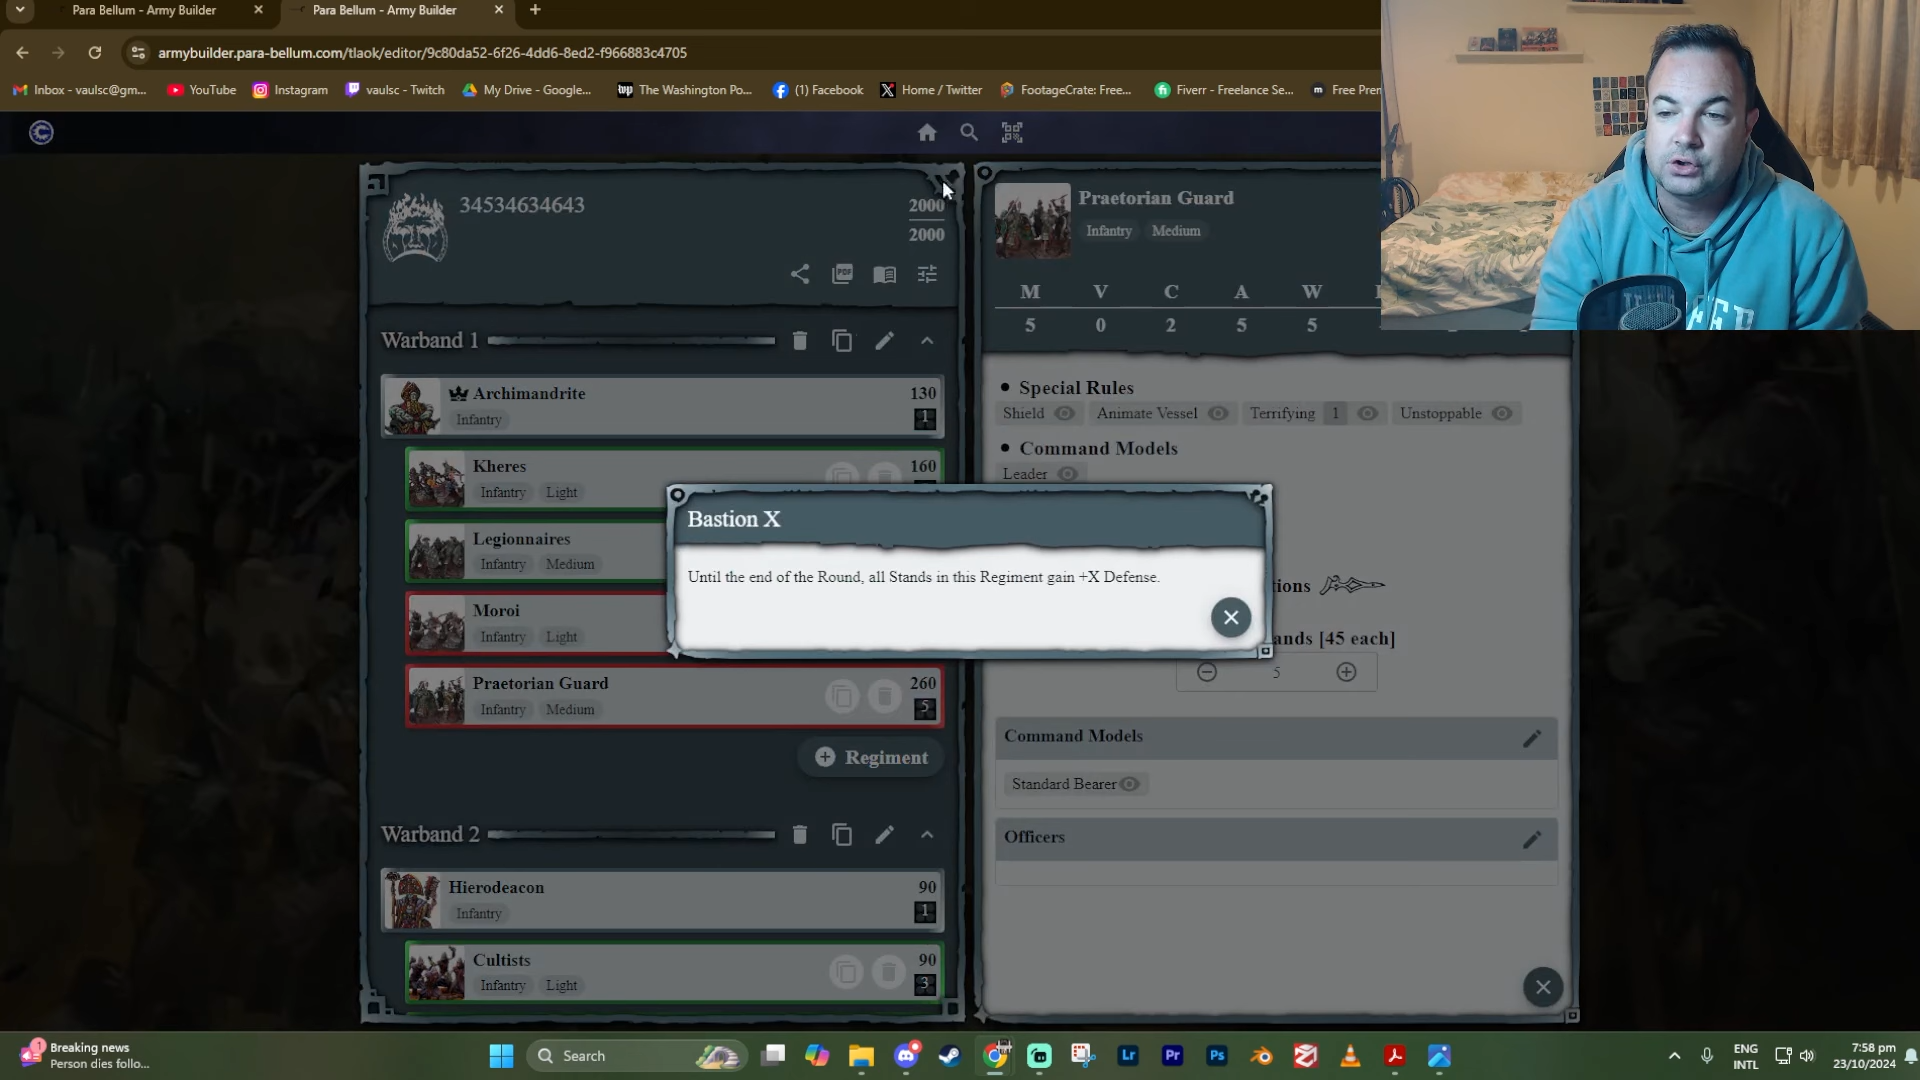 Para Bellum - Army Builder
Para Bellum - Army Builder
armybuilder.para-bellum.com/tlaok/editor/9c80da52-6f26-4dd6-8ed2-f966883c4705
Inbox - vaulsc@gm...
YouTube
Instagram
vaulsc - Twitch
My Drive - Google...
The Washington Po...
(1) Facebook
Home / Twitter
FootageCrate: Free...
Fiverr - Freelance Se...
Free Pren
34534634643
2000
2000
PDF
Warband 1
Archimandrite
130
Infantry
1
Kheres
160
Infantry Light
Legionnaires
Infantry Medium
Moroi
Infantry Light
Praetorian Guard
260
Infantry Medium
5
Regiment
Warband 2
Hierodeacon
90
Infantry
1
Cultists
90
Infantry Light
3
Praetorian Guard
Infantry Medium
M V C A W
5 0 2 5 5
Special Rules
Shield Animate Vessel Terrifying 1 Unstoppable
Command Models
Leader
tions
ands [45 each]
5
Command Models
Standard Bearer
Officers
Bastion X
Until the end of the Round, all Stands in this Regiment gain +X Defense.
Breaking news
Person dies follo...
1
Search
Lr
Pr
Ps
ENG
INTL
7:58 pm
23/10/2024